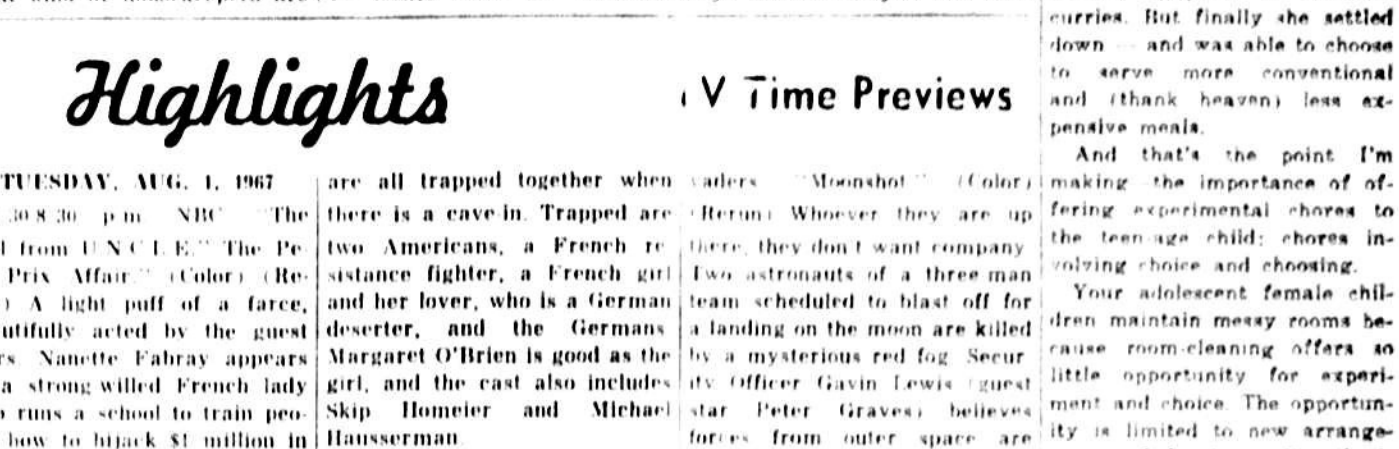 Highlights
TV Time Previews
TUESDAY, AUG. 1, 1967
30-8:30 p.m. NBC "The
from U.N.C.L.E." The Pe-
Prix Affair." (Color) (Re-
) A light puff of a farce,
utifully acted by the guest
rs. Nanette Fabray appears
a strong-willed French lady
runs a school to train peo-
how to hijack $1 million in
are all trapped together when
there is a cave-in. Trapped are
two Americans, a French re-
sistance fighter, a French girl
and her lover, who is a German
deserter, and the Germans
Margaret O'Brien is good as the
girl, and the cast also includes
Skip Homeier and Michael
Hausserman.
vaders "Moonshot" (Color)
(Rerun) Whoever they are up
there, they don't want company
Two astronauts of a three man
team scheduled to blast off for
a landing on the moon are killed
by a mysterious red fog. Secur
ity Officer Gavin Lewis (guest
star Peter Graves) believes
forces from outer space are
curries. But finally she settled
down -- and was able to choose
to serve more conventional
and (thank heaven) less ex-
pensive meals.
And that's the point I'm
making -the importance of of-
fering experimental chores to
the teen-age child; chores in-
volving choice and choosing.
Your adolescent female chil-
dren maintain messy rooms be-
cause room-cleaning offers so
little opportunity for experi-
ment and choice. The opportun-
ity is limited to new arrange-